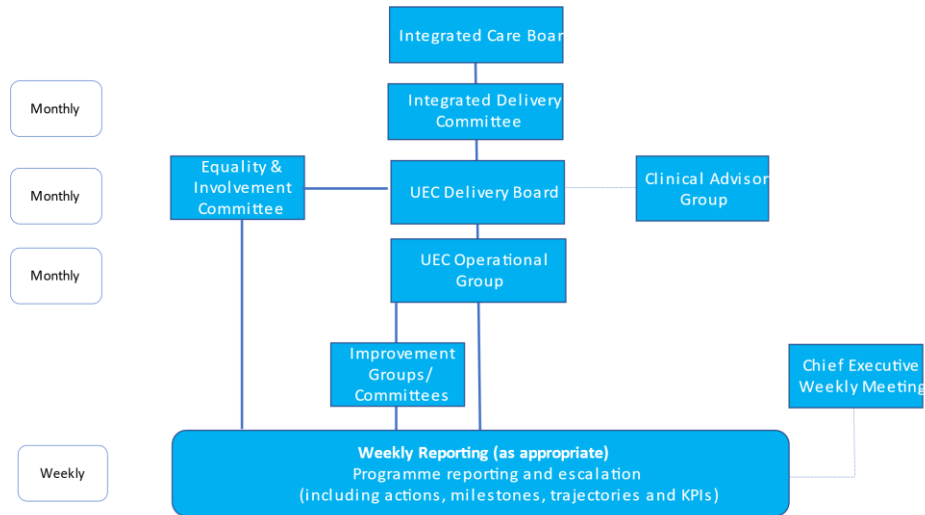 Integrated Care Boar
Monthly
Integrated Delivery
Committee
Monthly
Equality &
Involvement
Committee
UEC Delivery Board
Clinical Advisor
Group
Monthly
UEC Operational
Group
Improvement
Groups/
Committees
Chief Executive
Weekly Meeting
Weekly
Weekly Reporting (as appropriate)
Programme reporting and escalation
(including actions, milestones, trajectories and KPIs)